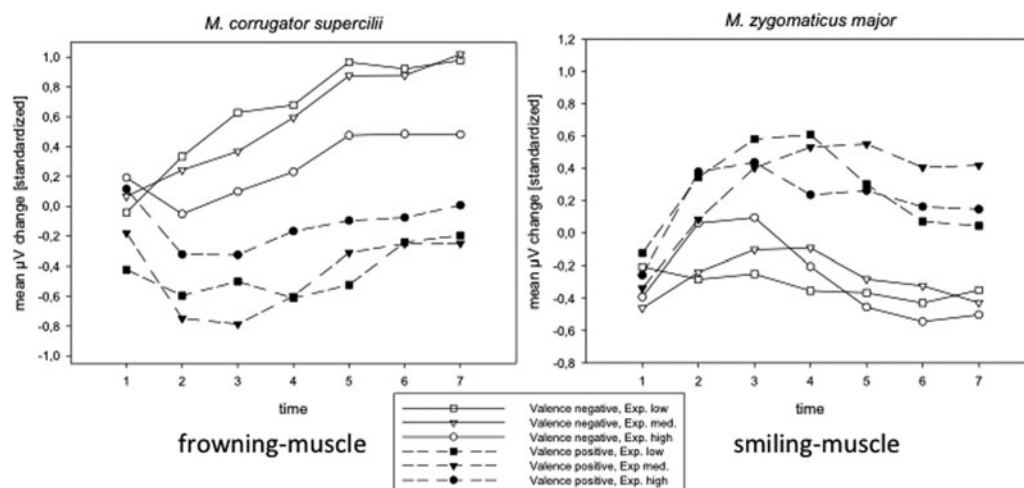 M. corrugator supercilii
M. zygomaticus major
mean µV change [standardized]
1,0
0,8
0,6
0,4
0,2
0,0
-0,2
-0,4
-0,6
-0,8
-1,0
1 2 3 4 5 6 7
time
frowning-muscle
mean µV change [standardized]
1,2
1,0
0,8
0,6
0,4
0,2
0,0
-0,2
-0,4
-0,6
-0,8
1 2 3 4 5 6 7
time
smiling-muscle
Valence negative, Exp. low
Valence negative, Exp. med.
Valence negative, Exp. high
Valence positive, Exp. low
Valence positive, Exp med.
Valence positive, Exp. high